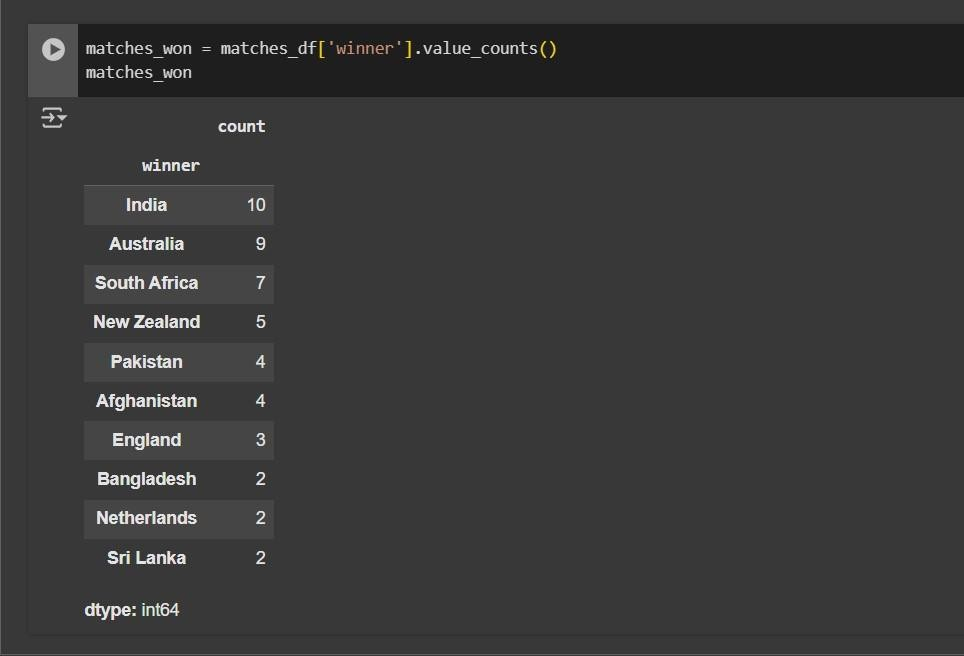 matches_won = matches_df['winner'].value_counts()
matches_won
count
winner
India 10
Australia 9
South Africa 7
New Zealand 5
Pakistan 4
Afghanistan 4
England 3
Bangladesh 2
Netherlands 2
Sri Lanka 2
dtype: int64